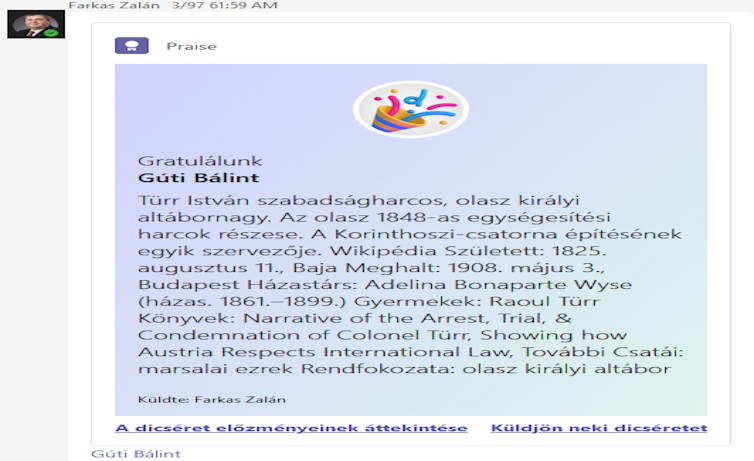 Farkas Zalán 3/97 61:59 AM
Praise
Gratulálunk
Gúti Bálint
Türr István szabadságharcos, olasz királyi
altábornagy. Az olasz 1848-as egységesítési
harcok részese. A Korinthoszi-csatorna építésének
egyik szervezője. Wikipédia Született: 1825.
augusztus 11., Baja Meghalt: 1908. május 3.,
Budapest Házastárs: Adelina Bonaparte Wyse
(házas. 1861.–1899.) Gyermekek: Raoul Türr
Könyvek: Narrative of the Arrest, Trial, &
Condemnation of Colonel Türr, Showing how
Austria Respects International Law, További Csatái:
marsalai ezrek Rendfokozata: olasz királyi altábor
Küldte: Farkas Zalán
A dicséret előzményeinek áttekintése Küldjön neki dicséretet
Gúti Bálint